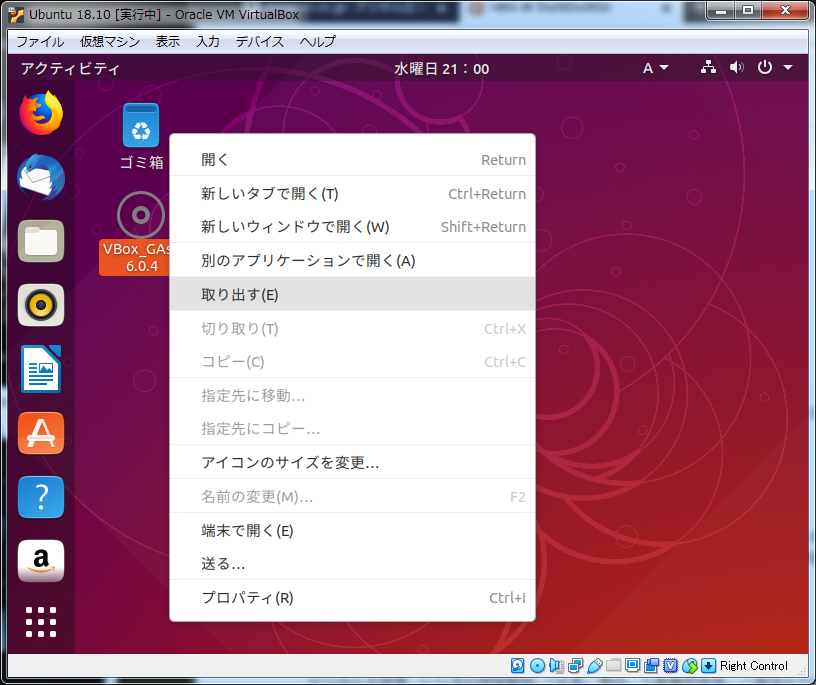 Ubuntu 18.10 [実行中] - Oracle VM VirtualBox
ファイル 仮想マシン 表示 入力 デバイス ヘルプ
アクティビティ 水曜日 21：00 A
ゴミ箱
VBox_GAs
6.0.4
開く Return
新しいタブで開く(T) Ctrl+Return
新しいウィンドウで開く(W) Shift+Return
別のアプリケーションで開く(A)
取り出す(E)
切り取り(T) Ctrl+X
コピー(C) Ctrl+C
指定先に移動...
指定先にコピー...
アイコンのサイズを変更...
名前の変更(M)... F2
端末で開く(E)
送る...
プロパティ(R) Ctrl+I
?
a
Right Control